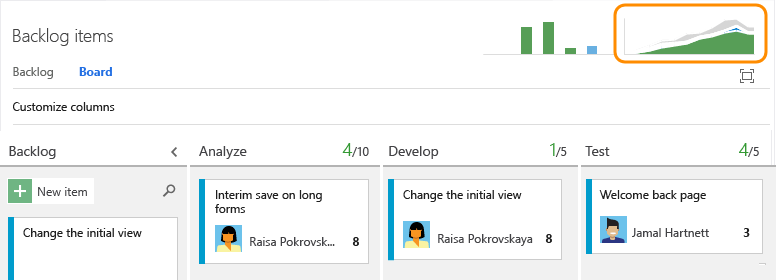 Backlog items
Backlog Board
Customize columns
Backlog
Analyze 4/10
Develop 1/5
Test 4/5
New item
Change the initial view
Interim save on long
forms
Raisa Pokrovsk... 8
Change the initial view
Raisa Pokrovskaya 8
Welcome back page
Jamal Hartnett 3